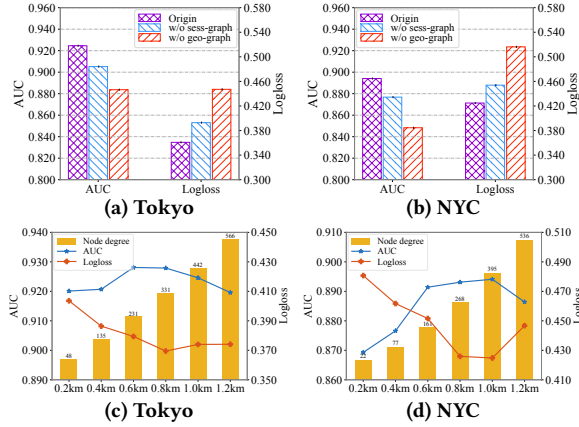 0.960
0.940
0.920
0.900
0.880
0.860
0.840
0.820
0.800
AUC
Origin
w/o sess-graph
w/o geo-graph
0.580
0.540
0.500
0.460
0.420
0.380
0.340
0.300
Logloss
AUC
Logloss
(a) Tokyo
0.960
0.940
0.920
0.900
0.880
0.860
0.840
0.820
0.800
AUC
Origin
w/o sess-graph
w/o geo-graph
0.580
0.540
0.500
0.460
0.420
0.380
0.340
0.300
Logloss
AUC
Logloss
(b) NYC
0.940
0.930
0.920
0.910
0.900
0.890
AUC
Node degree
AUC
Logloss
48
135
231
331
442
566
0.450
0.430
0.410
0.390
0.370
0.350
Logloss
0.2km 0.4km 0.6km 0.8km 1.0km 1.2km
(c) Tokyo
0.910
0.900
0.890
0.880
0.870
0.860
AUC
Node degree
AUC
Logloss
77
161
268
395
536
0.510
0.490
0.470
0.450
0.430
0.410
Logloss
0.2km 0.4km 0.6km 0.8km 1.0km 1.2km
(d) NYC